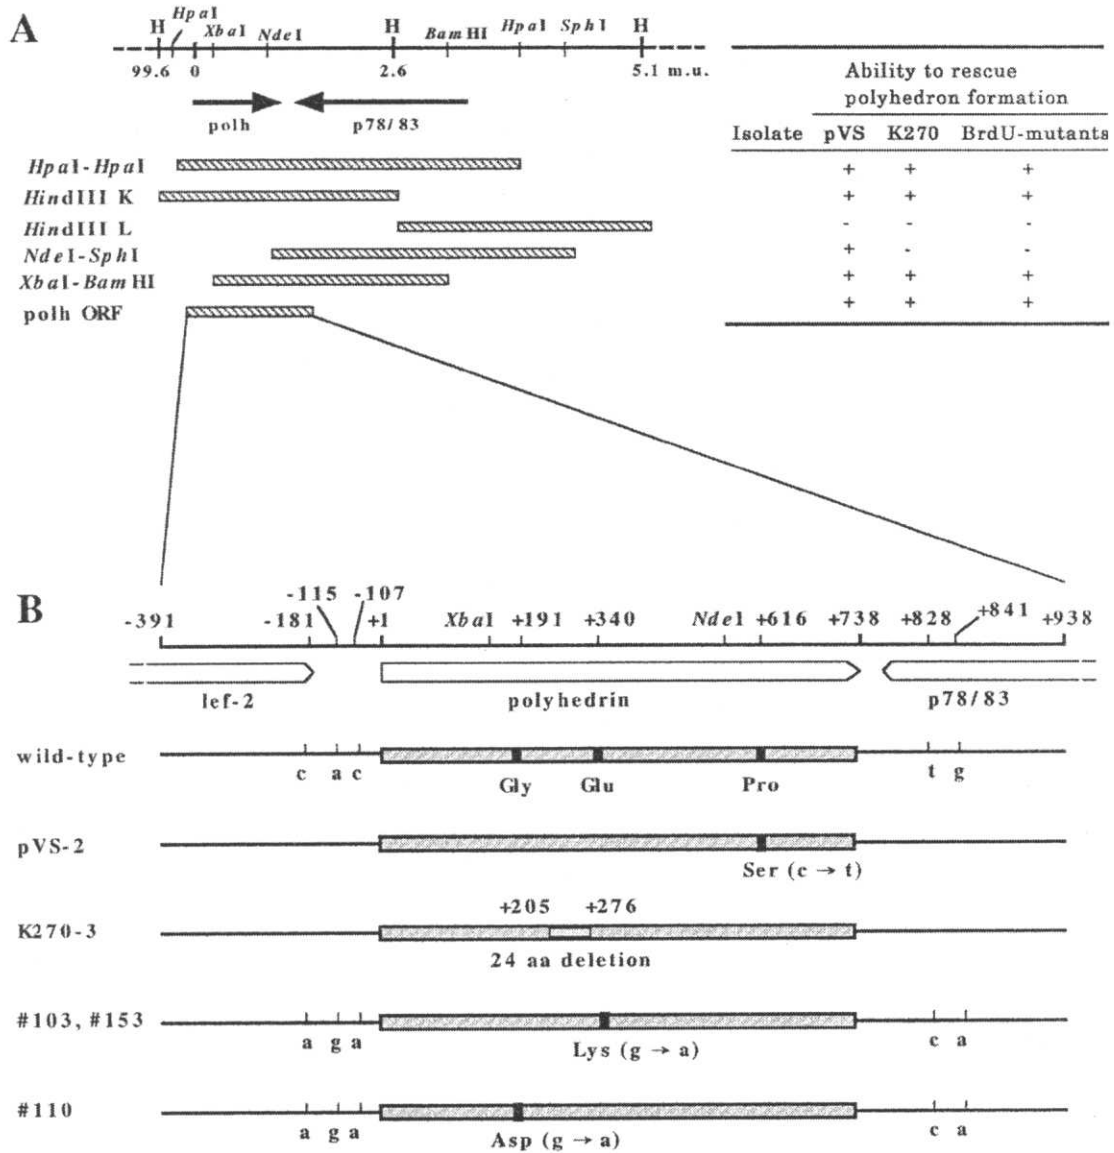 A
H HpaI XbaI NdeI H BamHI HpaI SphI H
99.6 0 2.6 5.1 m.u.
polh p78/83
HpaI-HpaI
HindIII K
HindIII L
NdeI-SphI
XbaI-BamHI
polh ORF
Ability to rescue
polyhedron formation
Isolate pVS K270 BrdU-mutants
+ + +
+ + +
- - -
+ - -
+ + +
+ + +
B
-391 -181 -115 -107 +1 XbaI +191 +340 NdeI +616 +738 +828 +841 +938
lef-2 polyhedrin p78/83
wild-type
c a c Gly Glu Pro t g
pVS-2
Ser (c → t)
+205 +276
K270-3
24 aa deletion
#103, #153
a g a Lys (g → a) c a
#110
a g a Asp (g → a) c a